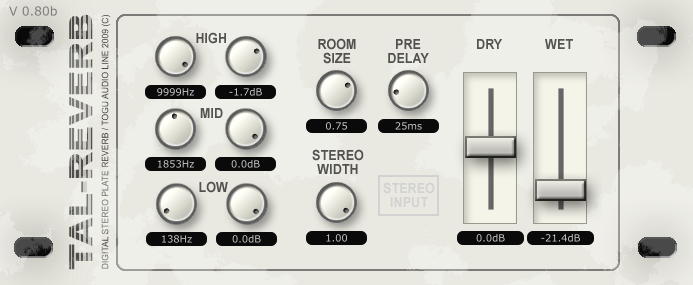 V 0.80b
TAL-REVERB
DIGITAL STEREO PLATE REVERB / TOGU AUDIO LINE 2009 (C)
HIGH
9999Hz
-1.7dB
MID
1853Hz
0.0dB
LOW
138Hz
0.0dB
ROOM
SIZE
0.75
PRE
DELAY
25ms
STEREO
WIDTH
1.00
STEREO
INPUT
DRY
0.0dB
WET
-21.4dB